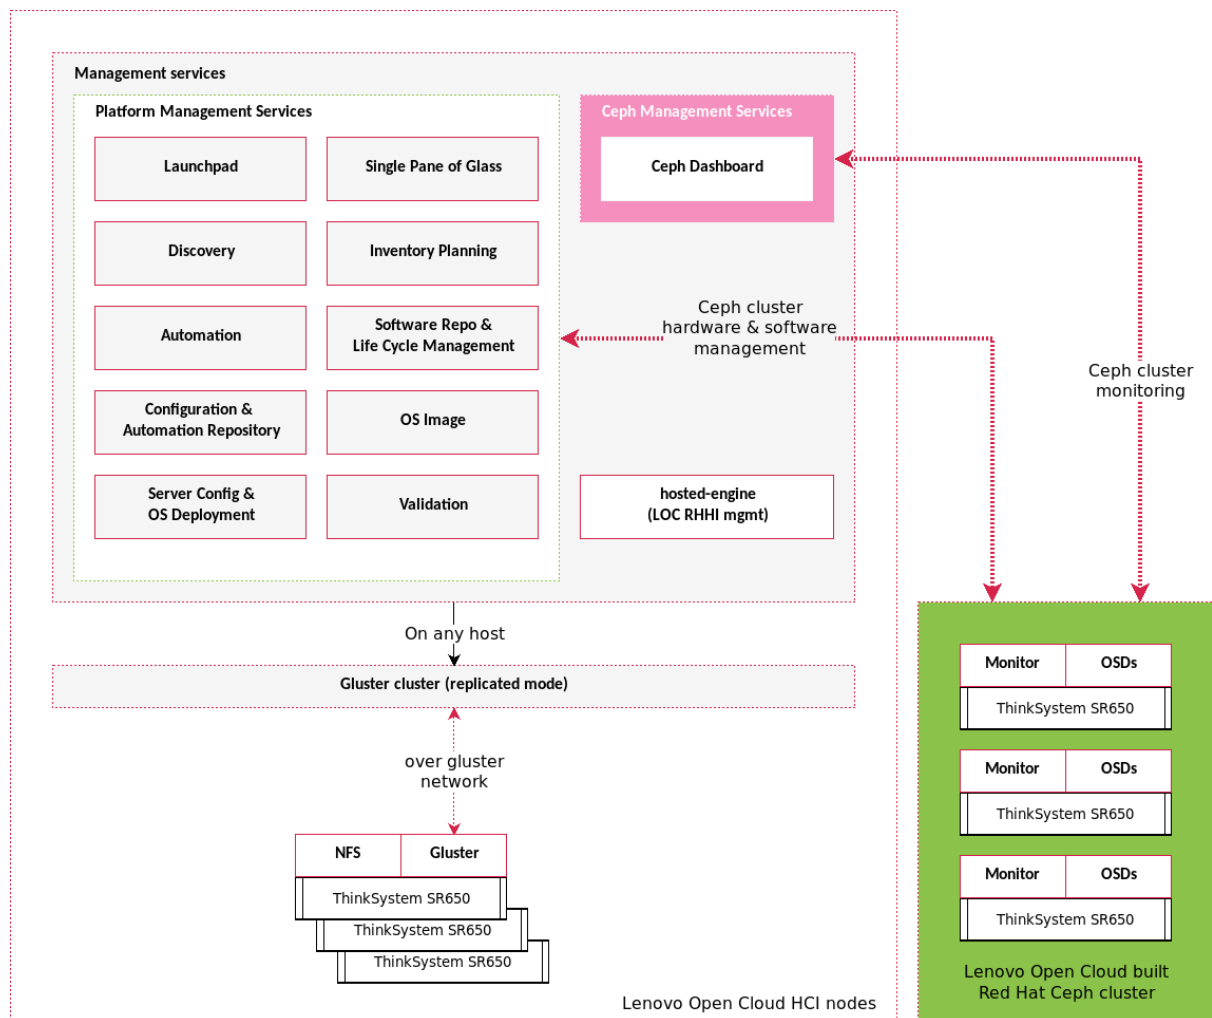 Management services
Platform Management Services
Ceph Management Services
Launchpad
Single Pane of Glass
Ceph Dashboard
Discovery
Inventory Planning
Automation
Software Repo &
Life Cycle Management
Ceph cluster
hardware & software
management
Ceph cluster
monitoring
Configuration &
Automation Repository
OS Image
Server Config &
OS Deployment
Validation
hosted-engine
(LOC RHHI mgmt)
On any host
Gluster cluster (replicated mode)
over gluster
network
NFS
Gluster
ThinkSystem SR650
ThinkSystem SR650
ThinkSystem SR650
Lenovo Open Cloud HCI nodes
Monitor
OSDs
ThinkSystem SR650
Monitor
OSDs
ThinkSystem SR650
Monitor
OSDs
ThinkSystem SR650
Lenovo Open Cloud built
Red Hat Ceph cluster